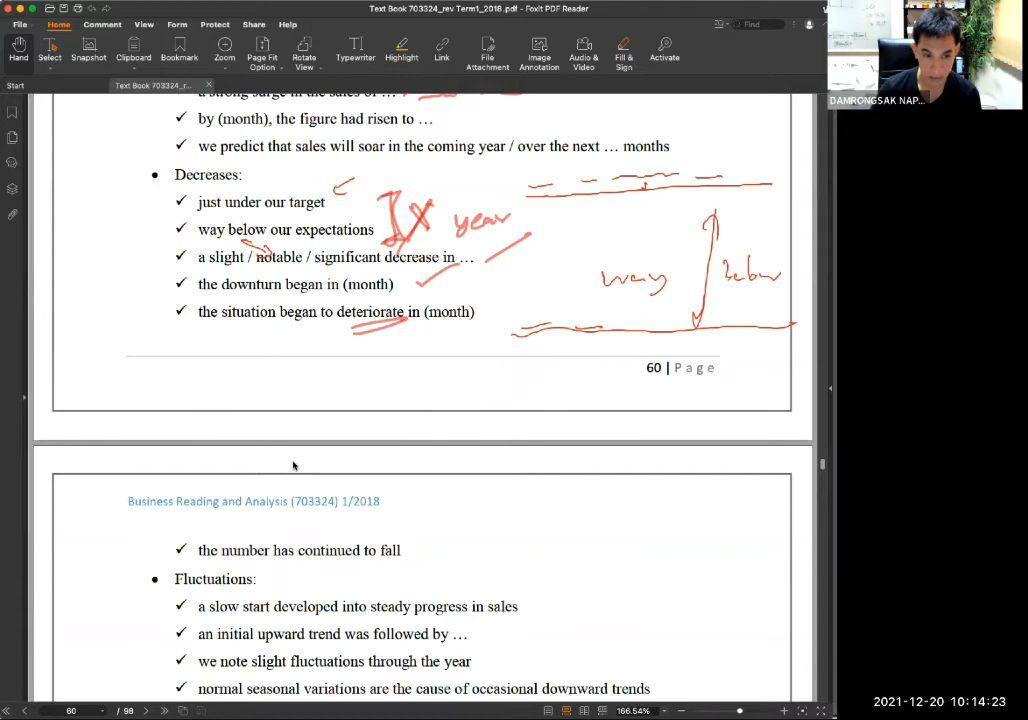 Text Book 703324_rev Term1_2018.pdf - Foxit PDF Reader
File Home Comment View Form Protect Share Help Find
Hand Select Snapshot Clipboard Bookmark Zoom Page Fit Option Rotate View Typewriter Highlight Link File Attachment Image Annotation Audio & Video Fill & Sign Activate
Start Text Book 703324_rev... ×
DAMRONGSAK NAP...
a strong surge in the sales of …
✓ by (month), the figure had risen to …
✓ we predict that sales will soar in the coming year / over the next … months
• Decreases:
✓ just under our target
year
✓ way below our expectations
✓ a slight / notable / significant decrease in …
way
✓ the downturn began in (month)
✓ the situation began to deteriorate in (month)
60 | Page
Business Reading and Analysis (703324) 1/2018
✓ the number has continued to fall
• Fluctuations:
✓ a slow start developed into steady progress in sales
✓ an initial upward trend was followed by …
✓ we note slight fluctuations through the year
✓ normal seasonal variations are the cause of occasional downward trends
60 / 98 166.54%
2021-12-20 10:14:23